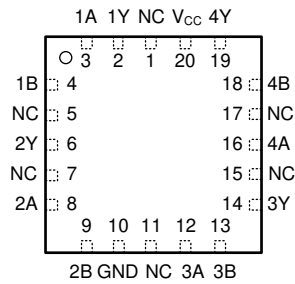 1A 1Y NC VCC 4Y
3 2 1 20 19
1B 4 18 4B
NC 5 17 NC
2Y 6 16 4A
NC 7 15 NC
2A 8 14 3Y
9 10 11 12 13
2B GND NC 3A 3B